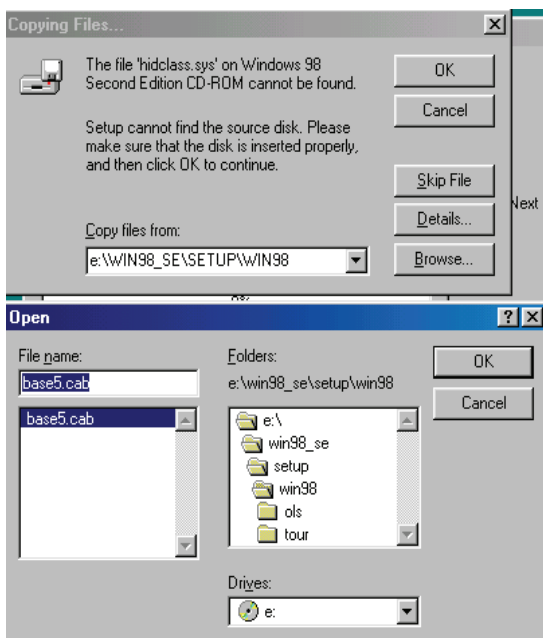 Copying Files...
The file 'hidclass.sys' on Windows 98
Second Edition CD-ROM cannot be found.
Setup cannot find the source disk. Please
make sure that the disk is inserted properly,
and then click OK to continue.
Copy files from:
e:\WIN98_SE\SETUP\WIN98
OK
Cancel
Skip File
Details...
Browse...
Next
0%
Open
File name:
base5.cab
base5.cab
Folders:
e:\win98_se\setup\win98
e:\
win98_se
setup
win98
ols
tour
Drives:
e:
OK
Cancel